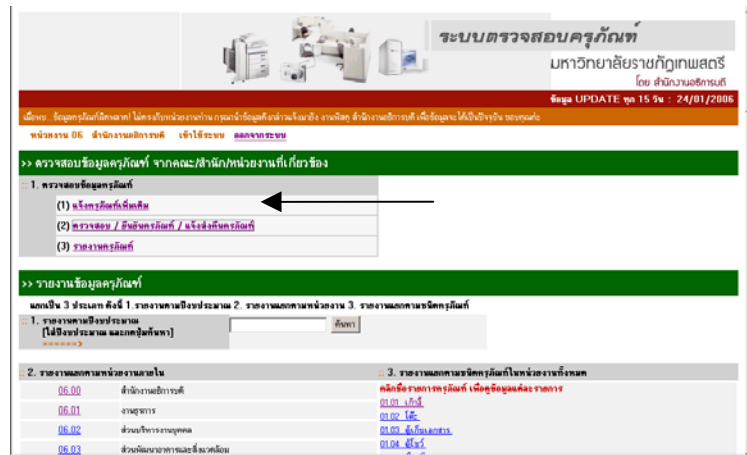 ระบบตรวจสอบครุภัณฑ์
มหาวิทยาลัยราชภัฏเทพสตรี
โดย สำนักงานอธิการบดี
ข้อมูล UPDATE ทุก 15 วัน : 24/01/2006
หน่วยงาน 06 สำนักงานอธิการบดี เข้าใช้ระบบ ออกจากระบบ
>> ตรวจสอบข้อมูลครุภัณฑ์ จากคณะ/สำนัก/หน่วยงานที่เกี่ยวข้อง
:: 1. ตรวจสอบข้อมูลครุภัณฑ์
(1) แจ้งครุภัณฑ์เพิ่มเติม
(2) ตรวจสอบ / ยืนยันครุภัณฑ์ / แจ้งส่งคืนครุภัณฑ์
(3) รายงานครุภัณฑ์
>> รายงานข้อมูลครุภัณฑ์
แยกเป็น 3 ประเภท ดังนี้ 1.รายงานตามปีงบประมาณ 2. รายงานแยกตามหน่วยงาน 3. รายงานแยกตามชนิดครุภัณฑ์
:: 1. รายงานตามปีงบประมาณ
[ใส่ปีงบประมาณ และกดปุ่มค้นหา]
======>
ค้นหา
:: 2. รายงานแยกตามหน่วยงานภายใน
06.00 สำนักงานอธิการบดี
06.01 งานธุรการ
06.02 ส่วนบริหารงานบุคคล
06.03 ส่วนพัฒนาอาคารและสิ่งแวดล้อม
:: 3. รายงานแยกตามชนิดครุภัณฑ์ในหน่วยงานทั้งหมด
คลิกชื่อรายการครุภัณฑ์ เพื่อดูข้อมูลแต่ละรายการ
01.01 เก้าอี้
01.02 โต๊ะ
01.03 ตู้เก็บเอกสาร
01.04 ตู้โชว์